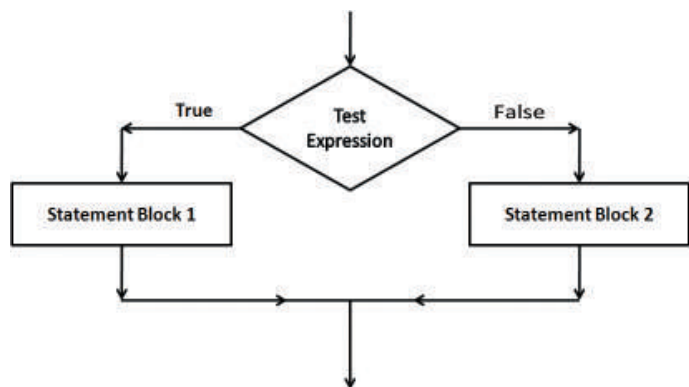 True
Test
Expression
False
Statement Block 1
Statement Block 2